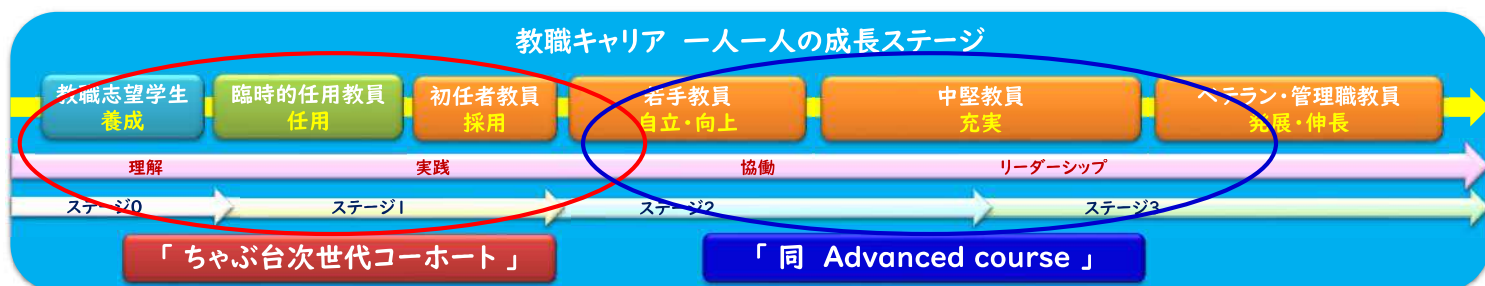 教職キャリア 一人一人の成長ステージ
教職志望学生
養成
臨時的任用教員
任用
初任者教員
採用
若手教員
自立・向上
中堅教員
充実
ベテラン・管理職教員
発展・伸長
理解
実践
協働
リーダーシップ
ステージ0
ステージ1
ステージ2
ステージ3
「 ちゃぶ台次世代コーホート 」
「 同 Advanced course 」